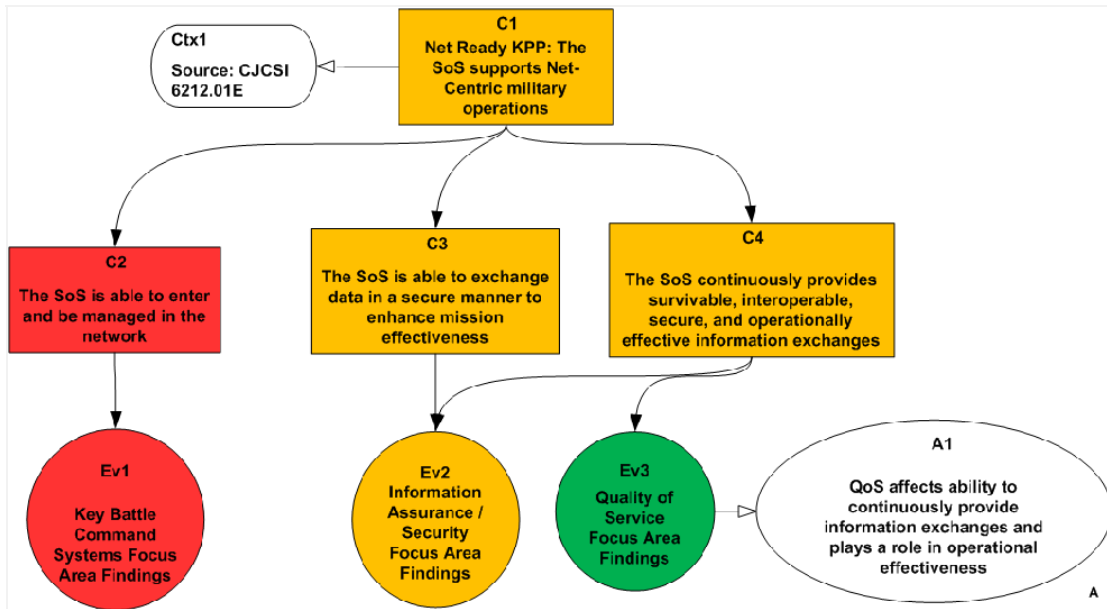 Ctx1
Source: CJCSI
6212.01E
C1
Net Ready KPP: The
SoS supports Net-
Centric military
operations
C2
The SoS is able to enter
and be managed in the
network
C3
The SoS is able to exchange
data in a secure manner to
enhance mission
effectiveness
C4
The SoS continuously provides
survivable, interoperable,
secure, and operationally
effective information exchanges
Ev1
Key Battle
Command
Systems Focus
Area Findings
Ev2
Information
Assurance /
Security
Focus Area
Findings
Ev3
Quality of
Service
Focus Area
Findings
A1
QoS affects ability to
continuously provide
information exchanges and
plays a role in operational
effectiveness
A